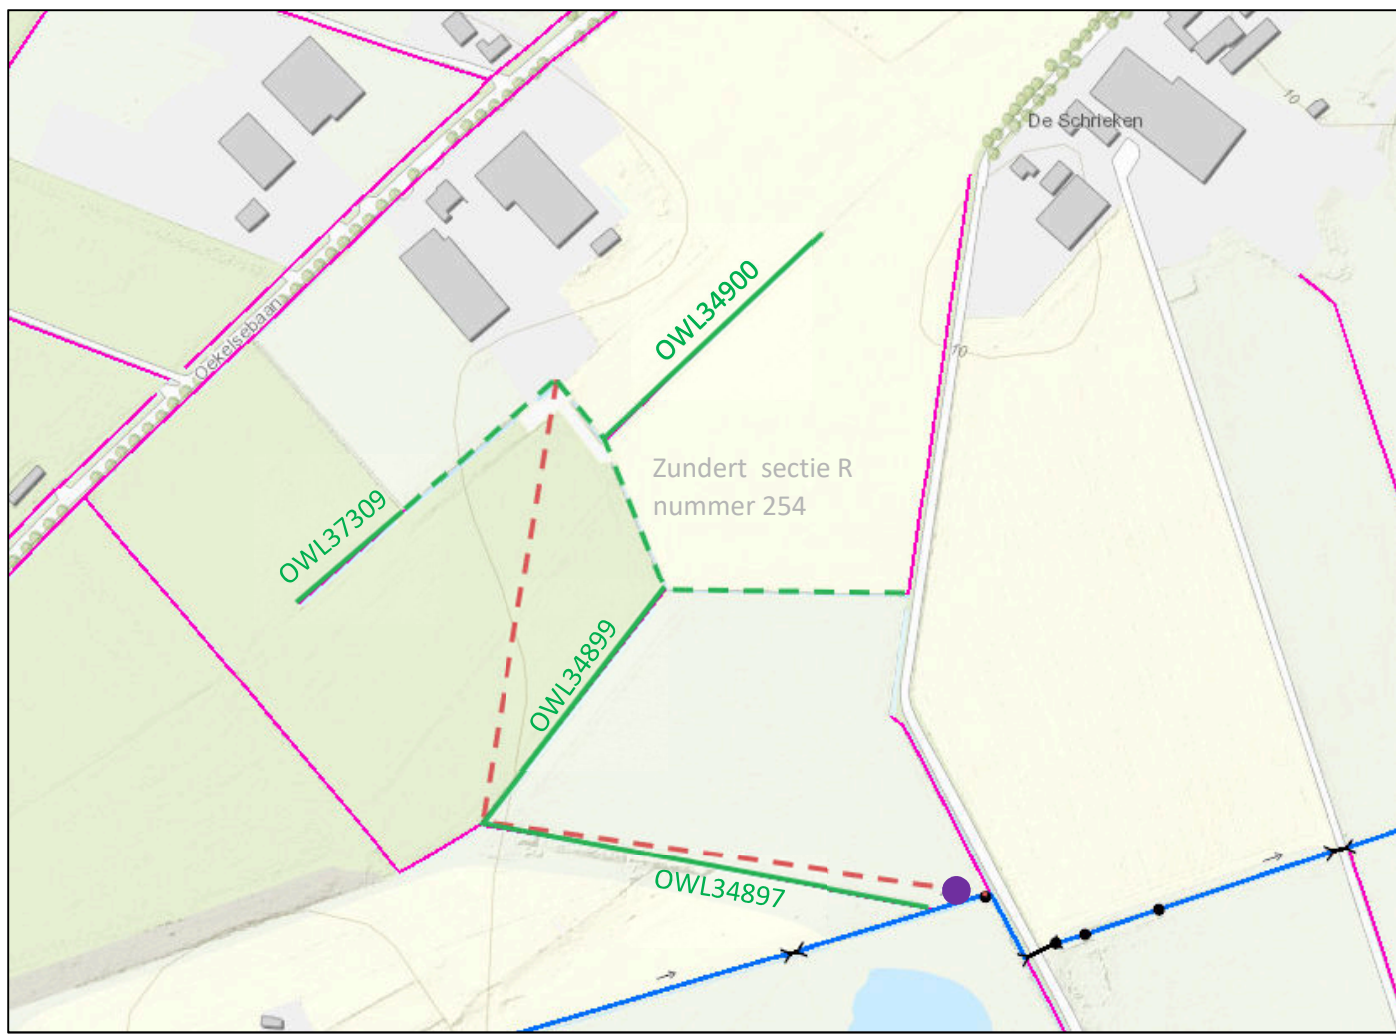 De Schrieken
10
Oekelsebaan
OWL34900
10
Zundert sectie R
nummer 254
OWL37309
OWL34899
OWL34897